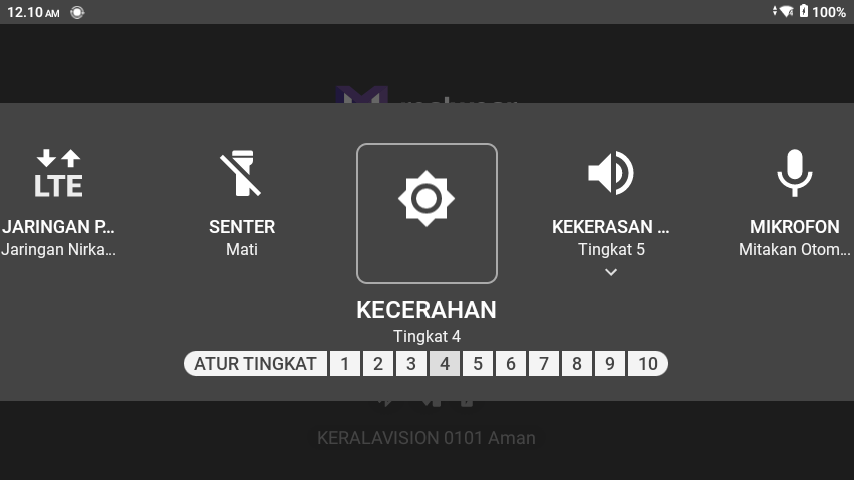 12.10 AM
100%
LTE
JARINGAN P...
Jaringan Nirka...
SENTER
Mati
KEKERASAN ...
Tingkat 5
MIKROFON
Mitakan Otom...
KECERAHAN
Tingkat 4
ATUR TINGKAT 1 2 3 4 5 6 7 8 9 10
KERALAVISION 0101 Aman